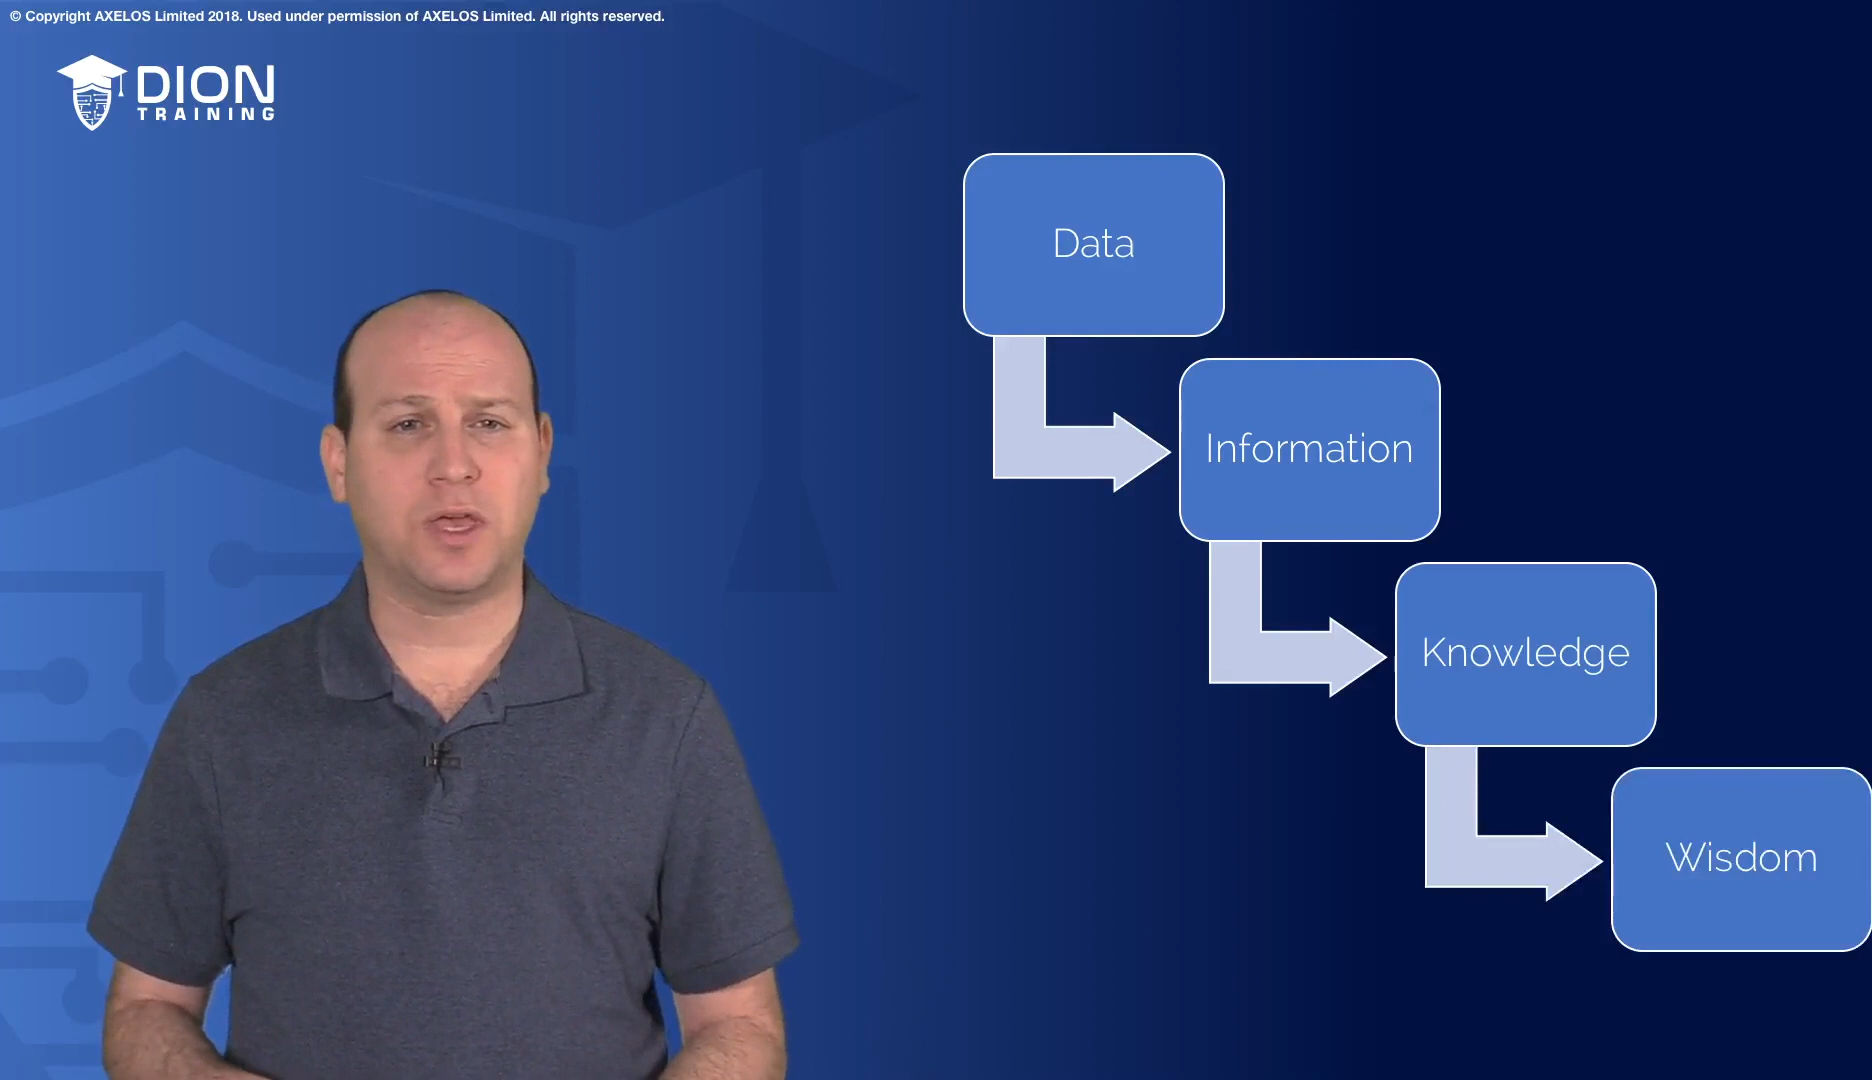 © Copyright AXELOS Limited 2018. Used under permission of AXELOS Limited. All rights reserved.
DION
TRAINING
Data
Information
Knowledge
Wisdom